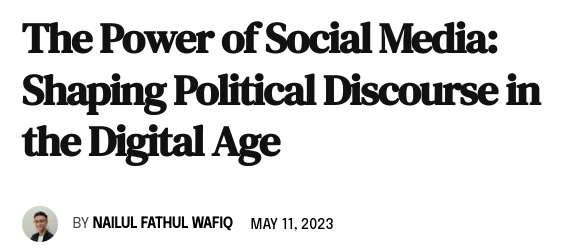 The Power of Social Media:
Shaping Political Discourse in
the Digital Age
BY NAILUL FATHUL WAFIQ MAY 11, 2023